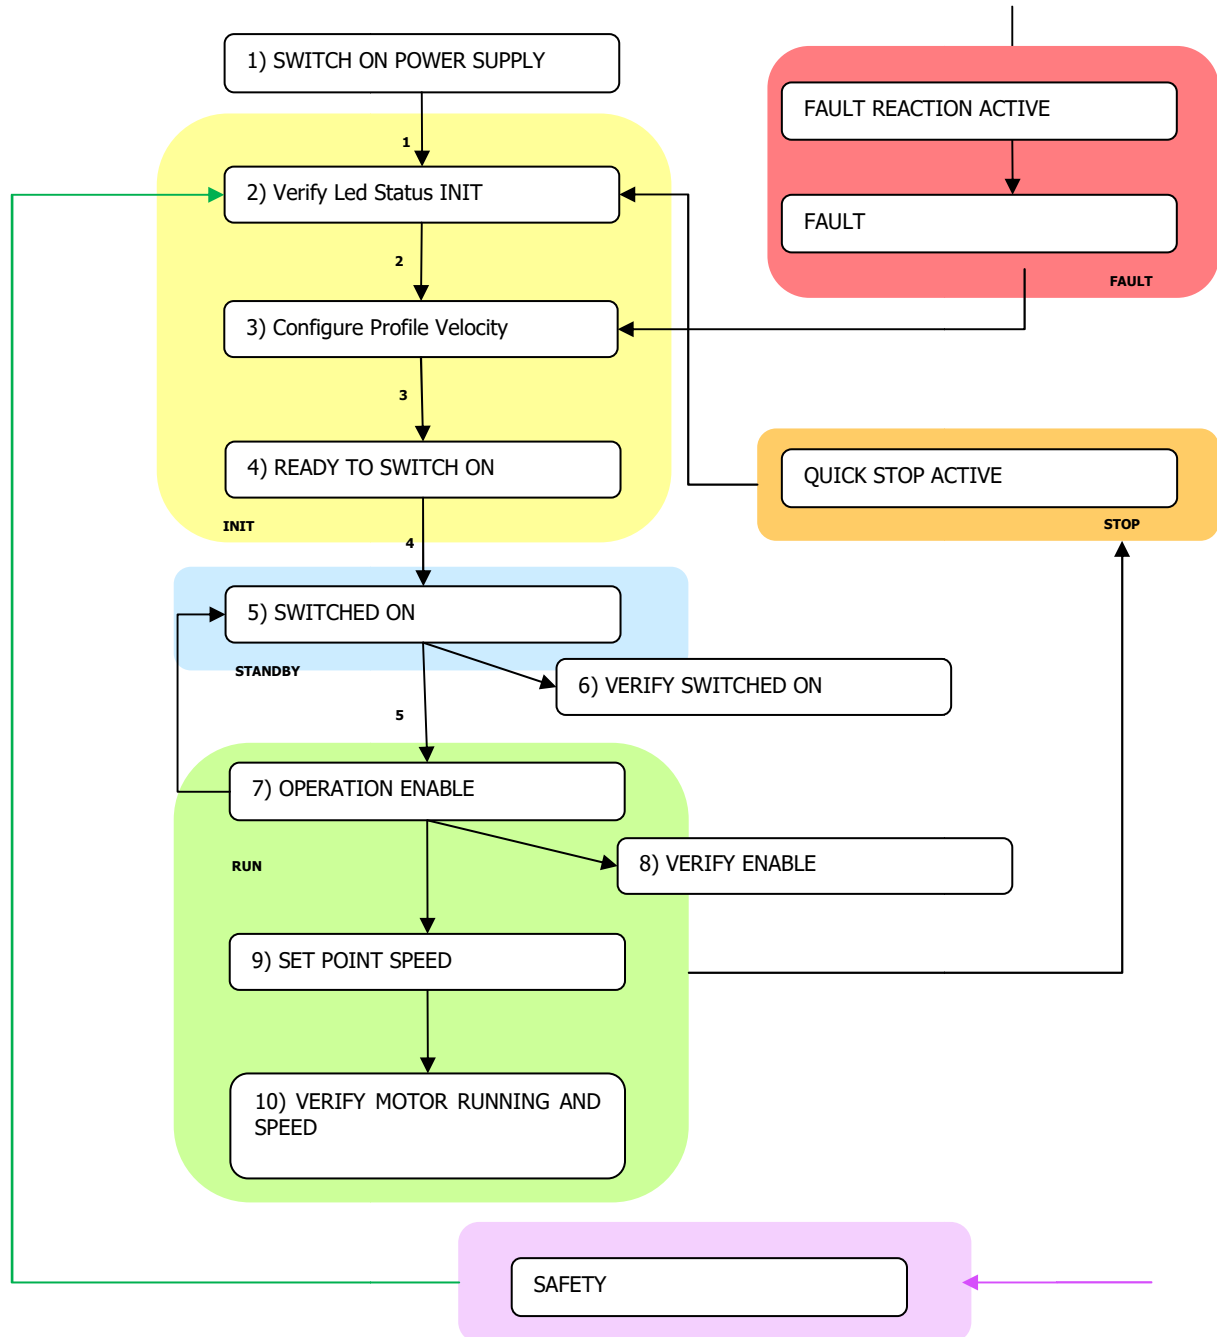 1) SWITCH ON POWER SUPPLY
FAULT REACTION ACTIVE
1
2) Verify Led Status INIT
FAULT
2
FAULT
3) Configure Profile Velocity
3
4) READY TO SWITCH ON
QUICK STOP ACTIVE
INIT
STOP
4
5) SWITCHED ON
STANDBY
6) VERIFY SWITCHED ON
5
7) OPERATION ENABLE
RUN
8) VERIFY ENABLE
9) SET POINT SPEED
10) VERIFY MOTOR RUNNING AND
SPEED
SAFETY